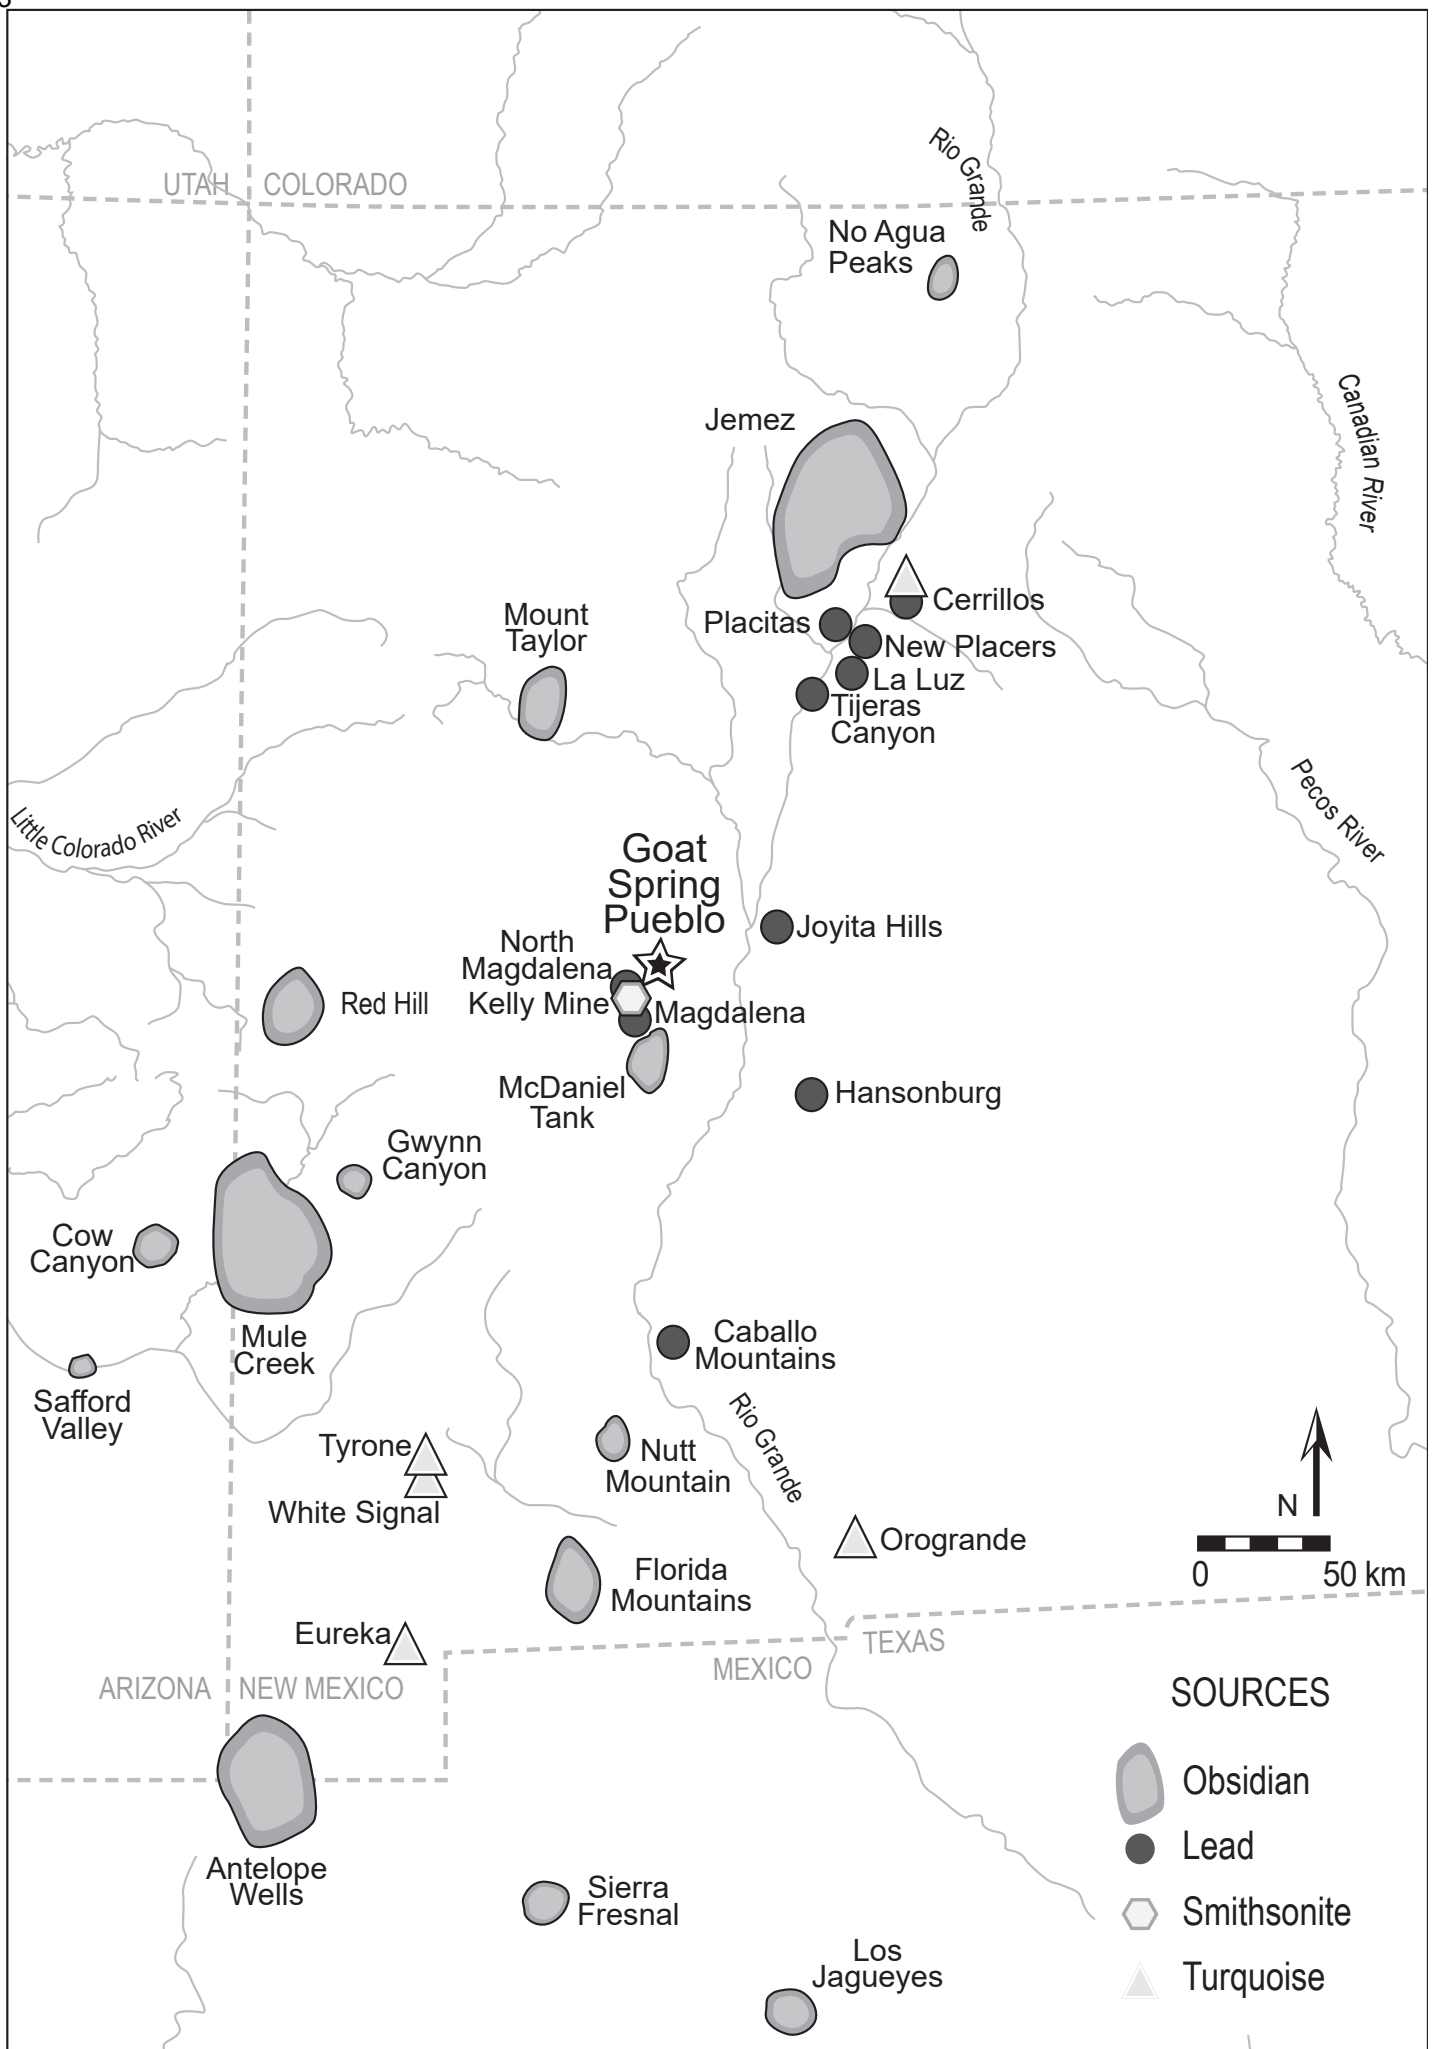 UTAH
COLORADO
Rio Grande
No Agua
Peaks
Canadian River
Jemez
Cerrillos
Placitas
New Placers
La Luz
Tijeras
Canyon
Mount
Taylor
Pecos River
Little Colorado River
Goat
Spring
Pueblo
Joyita Hills
North
Magdalena
Kelly Mine
Magdalena
Red Hill
McDaniel
Tank
Hansonburg
Gwynn
Canyon
Cow
Canyon
Mule
Creek
Caballo
Mountains
Safford
Valley
Rio Grande
Tyrone
White Signal
Nutt
Mountain
Orogrande
N
0
50 km
Florida
Mountains
Eureka
TEXAS
MEXICO
ARIZONA
NEW MEXICO
SOURCES
Obsidian
Lead
Smithsonite
Turquoise
Antelope
Wells
Sierra
Fresnal
Los
Jagueyes